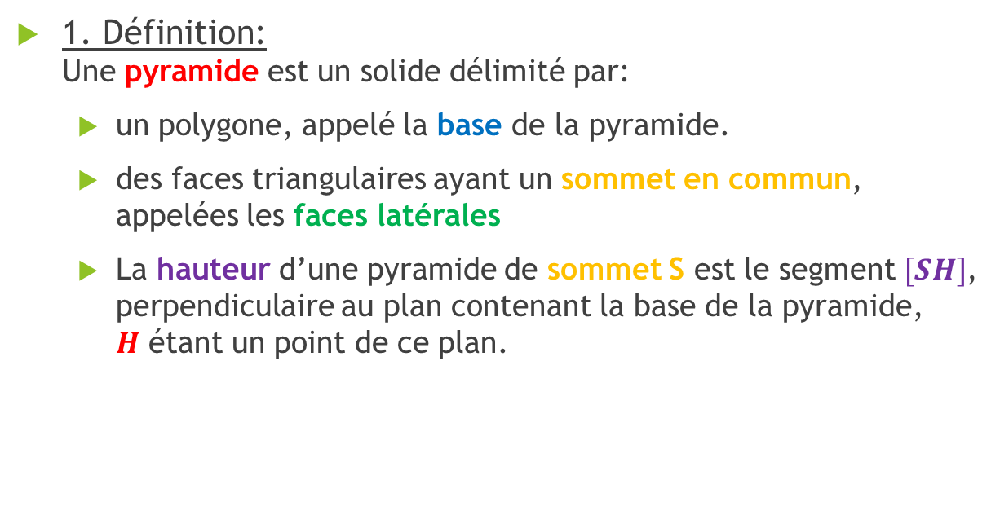 1. Définition:
Une pyramide est un solide délimité par:
un polygone, appelé la base de la pyramide.
des faces triangulaires ayant un sommet en commun,
appelées les faces latérales
La hauteur d’une pyramide de sommet S est le segment [SH],
perpendiculaire au plan contenant la base de la pyramide,
H étant un point de ce plan.